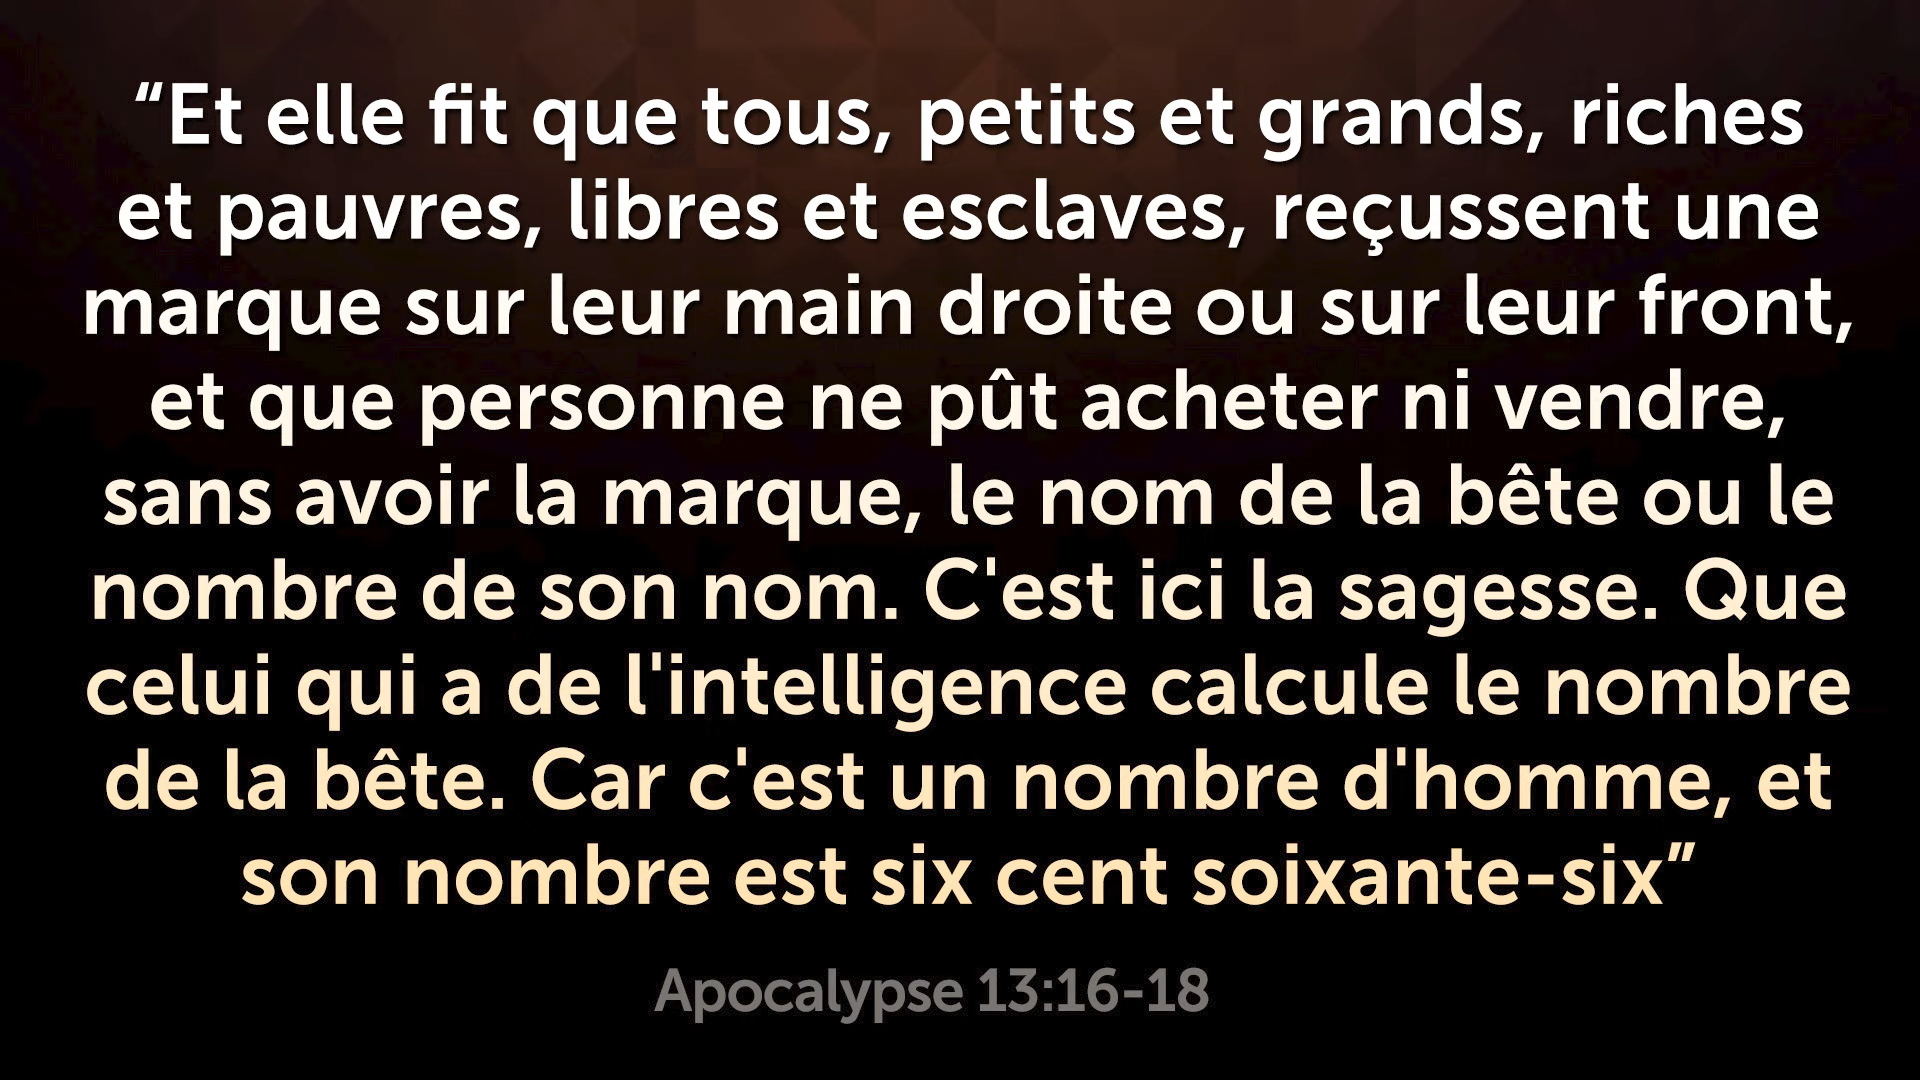 “Et elle fit que tous, petits et grands, riches
et pauvres, libres et esclaves, reçussent une
marque sur leur main droite ou sur leur front,
et que personne ne pût acheter ni vendre,
sans avoir la marque, le nom de la bête ou le
nombre de son nom. C'est ici la sagesse. Que
celui qui a de l'intelligence calcule le nombre
de la bête. Car c'est un nombre d'homme, et
son nombre est six cent soixante-six”
Apocalypse 13:16-18